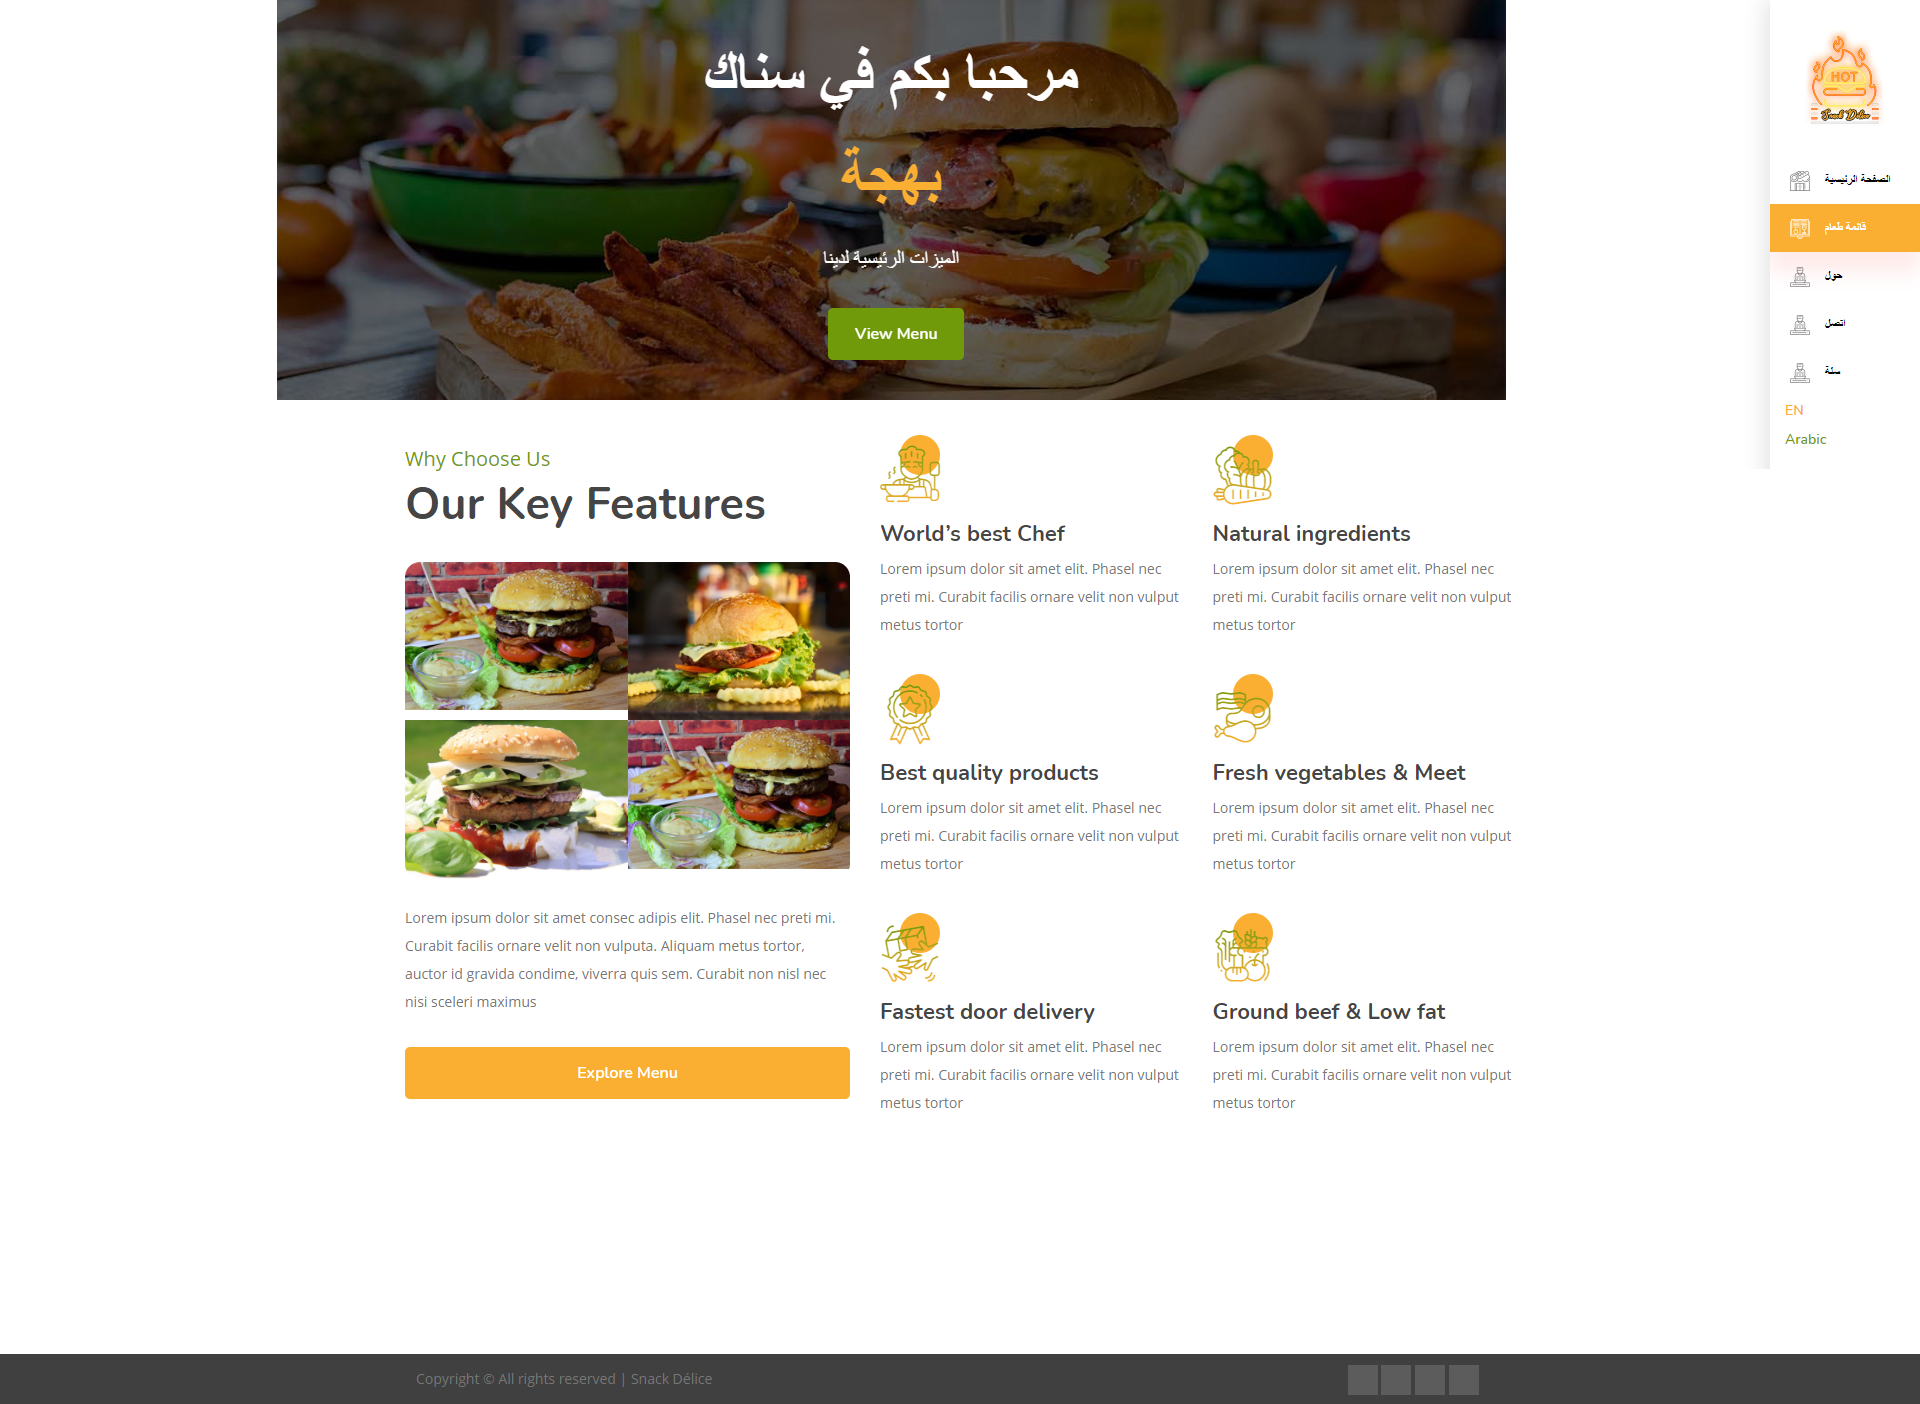 مرحبا بكم في سناك
بهجة
الميزات الرئيسية لدينا
View Menu
HOT
Snack Délice
الصفحة الرئيسية
قائمة طعام
حول
اتصل
سلة
EN
Arabic
Why Choose Us
Our Key Features
Lorem ipsum dolor sit amet consec adipis elit. Phasel nec preti mi.
Curabit facilis ornare velit non vulputa. Aliquam metus tortor,
auctor id gravida condime, viverra quis sem. Curabit non nisl nec
nisi sceleri maximus
Explore Menu
World’s best Chef
Lorem ipsum dolor sit amet elit. Phasel nec
preti mi. Curabit facilis ornare velit non vulput
metus tortor
Natural ingredients
Lorem ipsum dolor sit amet elit. Phasel nec
preti mi. Curabit facilis ornare velit non vulput
metus tortor
Best quality products
Lorem ipsum dolor sit amet elit. Phasel nec
preti mi. Curabit facilis ornare velit non vulput
metus tortor
Fresh vegetables & Meet
Lorem ipsum dolor sit amet elit. Phasel nec
preti mi. Curabit facilis ornare velit non vulput
metus tortor
Fastest door delivery
Lorem ipsum dolor sit amet elit. Phasel nec
preti mi. Curabit facilis ornare velit non vulput
metus tortor
Ground beef & Low fat
Lorem ipsum dolor sit amet elit. Phasel nec
preti mi. Curabit facilis ornare velit non vulput
metus tortor
Copyright © All rights reserved | Snack Délice